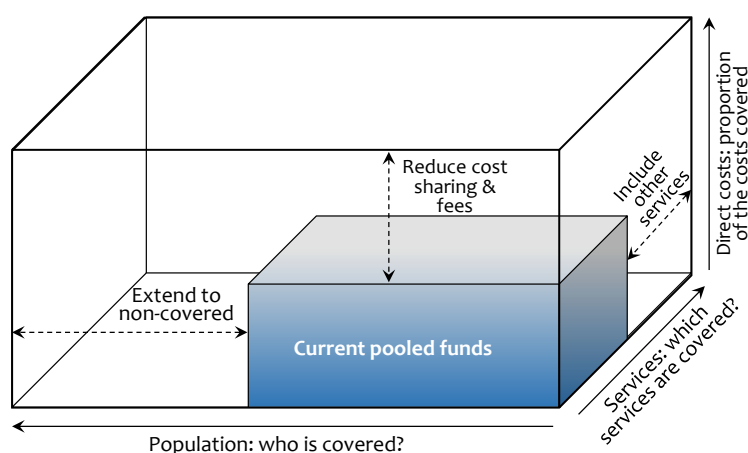 Reduce cost
sharing &
fees
Include
other
services
Direct costs: proportion
of the costs covered
Extend to
non-covered
Current pooled funds
Services: which
services are covered?
Population: who is covered?